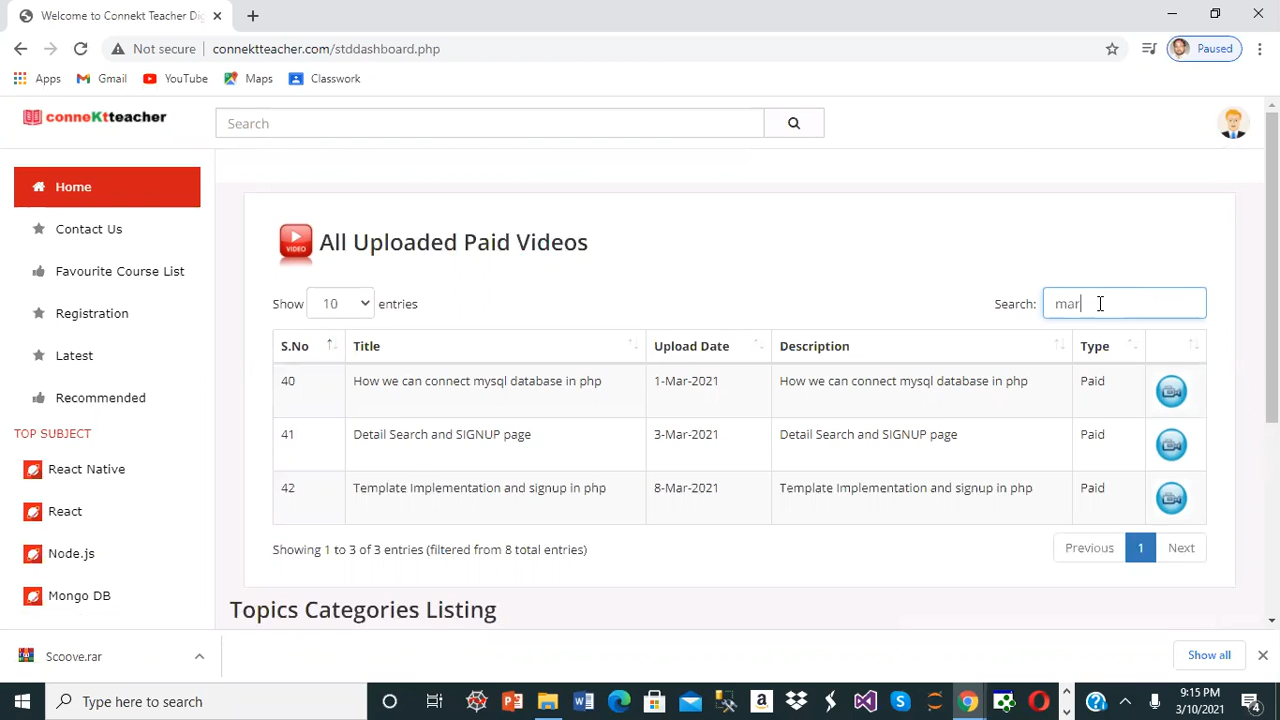 Welcome to Connekt Teacher Dig
Not secure connektteacher.com/stddashboard.php Paused
Apps Gmail YouTube Maps Classwork
conneKtteacher Search
Home
Contact Us
Favourite Course List
Registration
Latest
Recommended
TOP SUBJECT
React Native
React
Node.js
Mongo DB
VIDEO All Uploaded Paid Videos
Show 10 entries Search: mar
S.No Title Upload Date Description Type
40 How we can connect mysql database in php 1-Mar-2021 How we can connect mysql database in php Paid
41 Detail Search and SIGNUP page 3-Mar-2021 Detail Search and SIGNUP page Paid
42 Template Implementation and signup in php 8-Mar-2021 Template Implementation and signup in php Paid
Showing 1 to 3 of 3 entries (filtered from 8 total entries) Previous 1 Next
Topics Categories Listing
Scoove.rar Show all
Type here to search
9:15 PM
3/10/2021
4